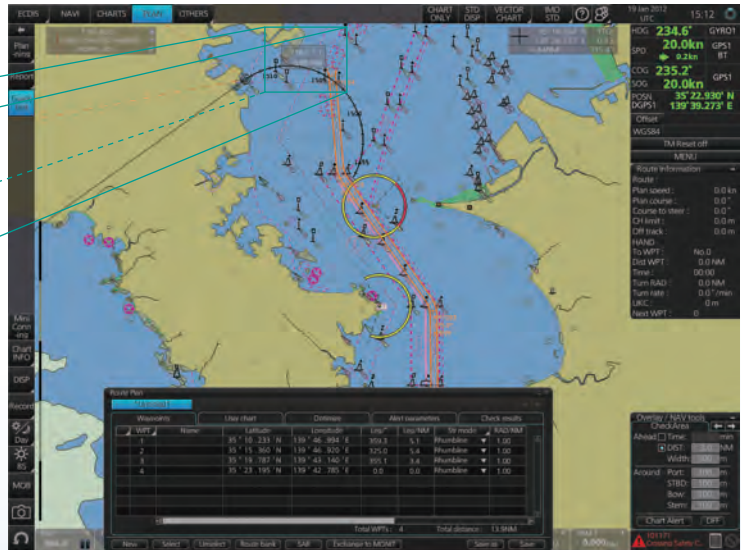 ECDIS NAVI CHARTS PLAN OTHERS CHART ONLY STD DISP VECTOR CHART IMO STD 19 Jan 2012 UTC 15:12
Plan -ning
Report
HDG 234.6° GYRO1
SPD 20.0kn GPS1
0.2kn BT
COG 235.2° GPS1
SOG 20.0kn
POSN 35°22.930' N
DGPS1 139°39.273' E
Offset
WGS84
TM Reset off
MENU
Route Information
Route :
Plan speed : 0.0 kn
Plan course : 0.0 °
Course to steer : 0.0 °
CH limit : 0.0 m
Off track : 0.0 m
HAND
To WPT : No.0
Dist WPT : 0.0 NM
Time : 00:00
Turn RAD : 0.0 NM
Turn rate : 0.0 °/min
UKC : 0 m
Next WPT : 0
Mini Conn -ing
Chart INFO
DISP
Record
Day
BS
MOB
Route Plan
Waypoints User chart Distance Alert parameters Check results
WPT Name Latitude Longitude Leg/° Leg/NM Str mode RAD/NM
1 35 ° 10 .233 'N 139 ° 46 .994 'E 359.3 5.1 Rhumbline 1.00
2 35 ° 15 .360 'N 139 ° 46 .920 'E 325.0 5.4 Rhumbline 1.00
3 35 ° 19 .787 'N 139 ° 43 .140 'E 355.1 3.4 Rhumbline 1.00
4 35 ° 23 .195 'N 139 ° 42 .785 'E 0.0 0.0 Rhumbline 1.00
Total WPTs : 4 Total distance : 13.9NM
New Select Unselect Route bank SAR Exchange to MONIT Save as Save
Overlay / NAV tools
CheckArea
Ahead Time: min
DIST: NM
Width: m
Around Port: m
STBD: m
Bow: m
Stern: m
Chart Alert OFF